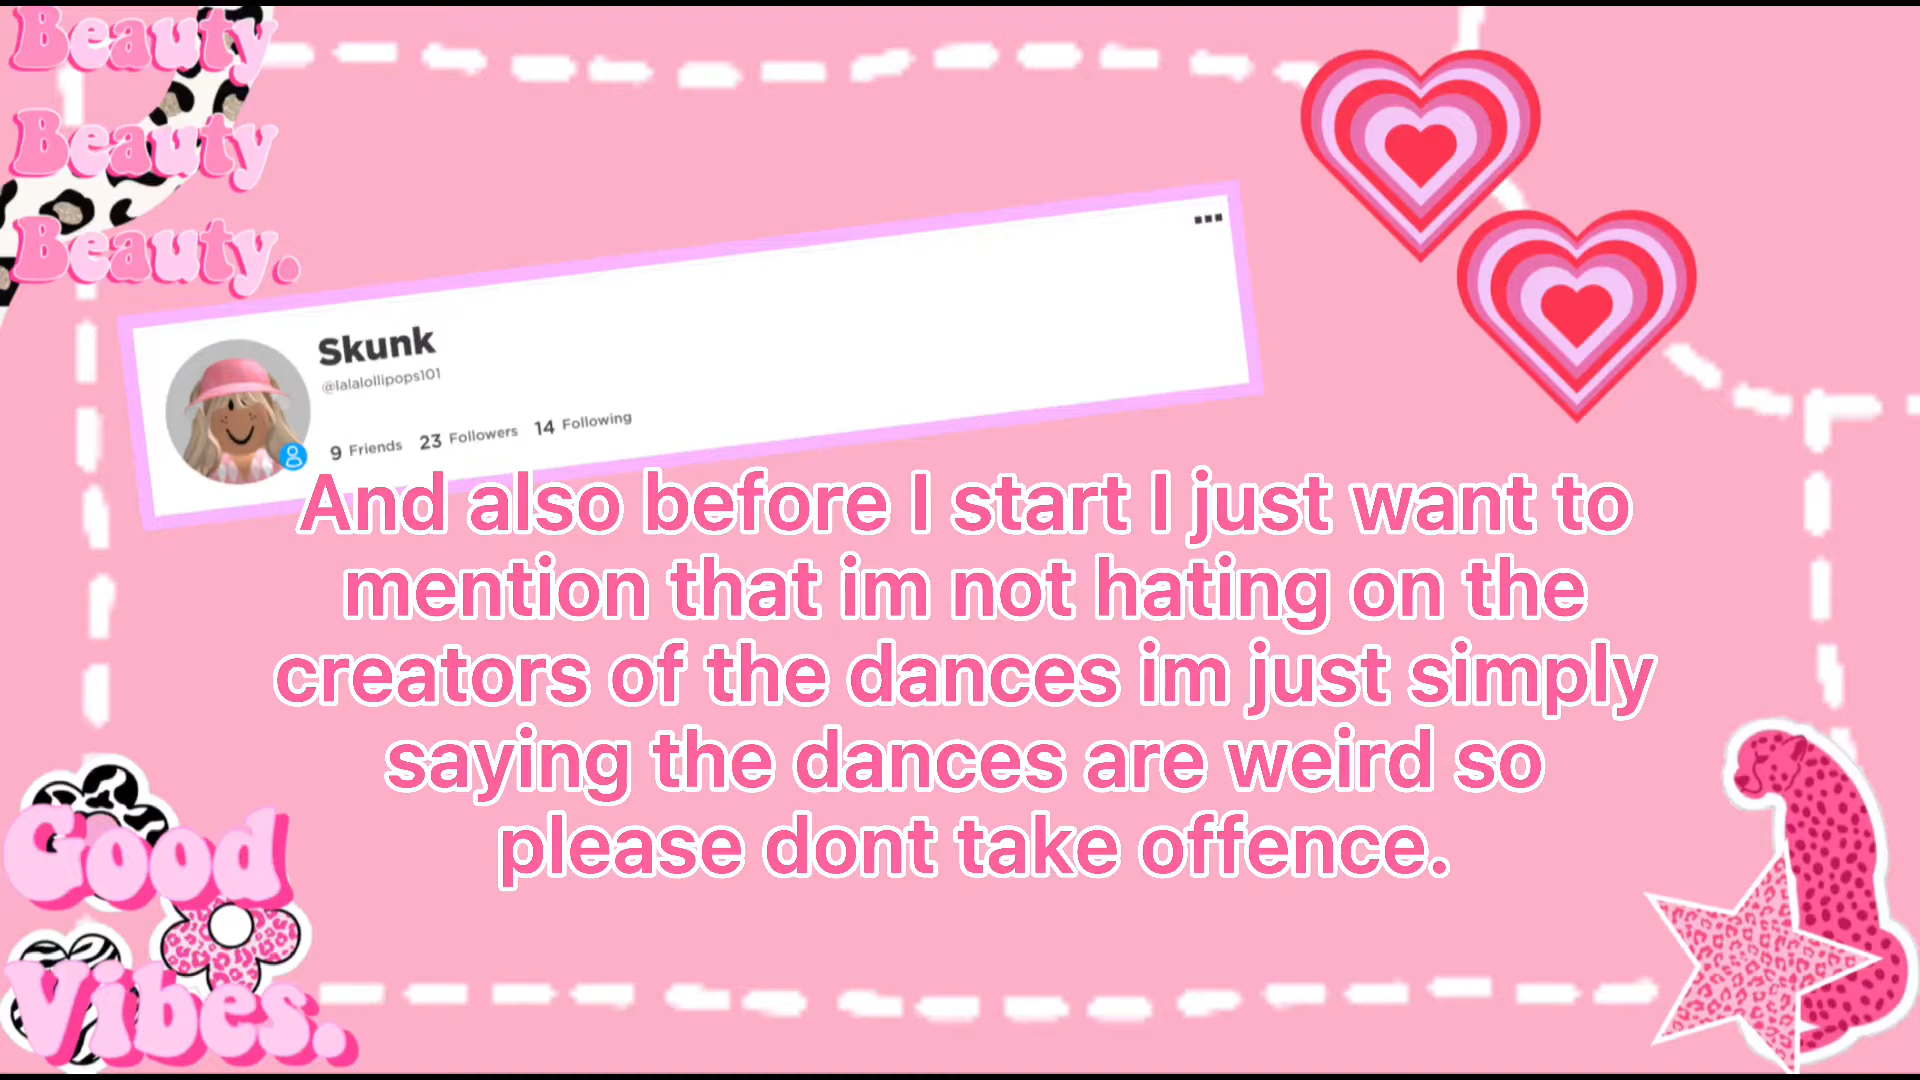 Beauty
Beauty
Beauty.
Skunk
@lalalollipops101
9 Friends 23 Followers 14 Following
And also before I start I just want to
mention that im not hating on the
creators of the dances im just simply
saying the dances are weird so
please dont take offence.
Good
Vibes.